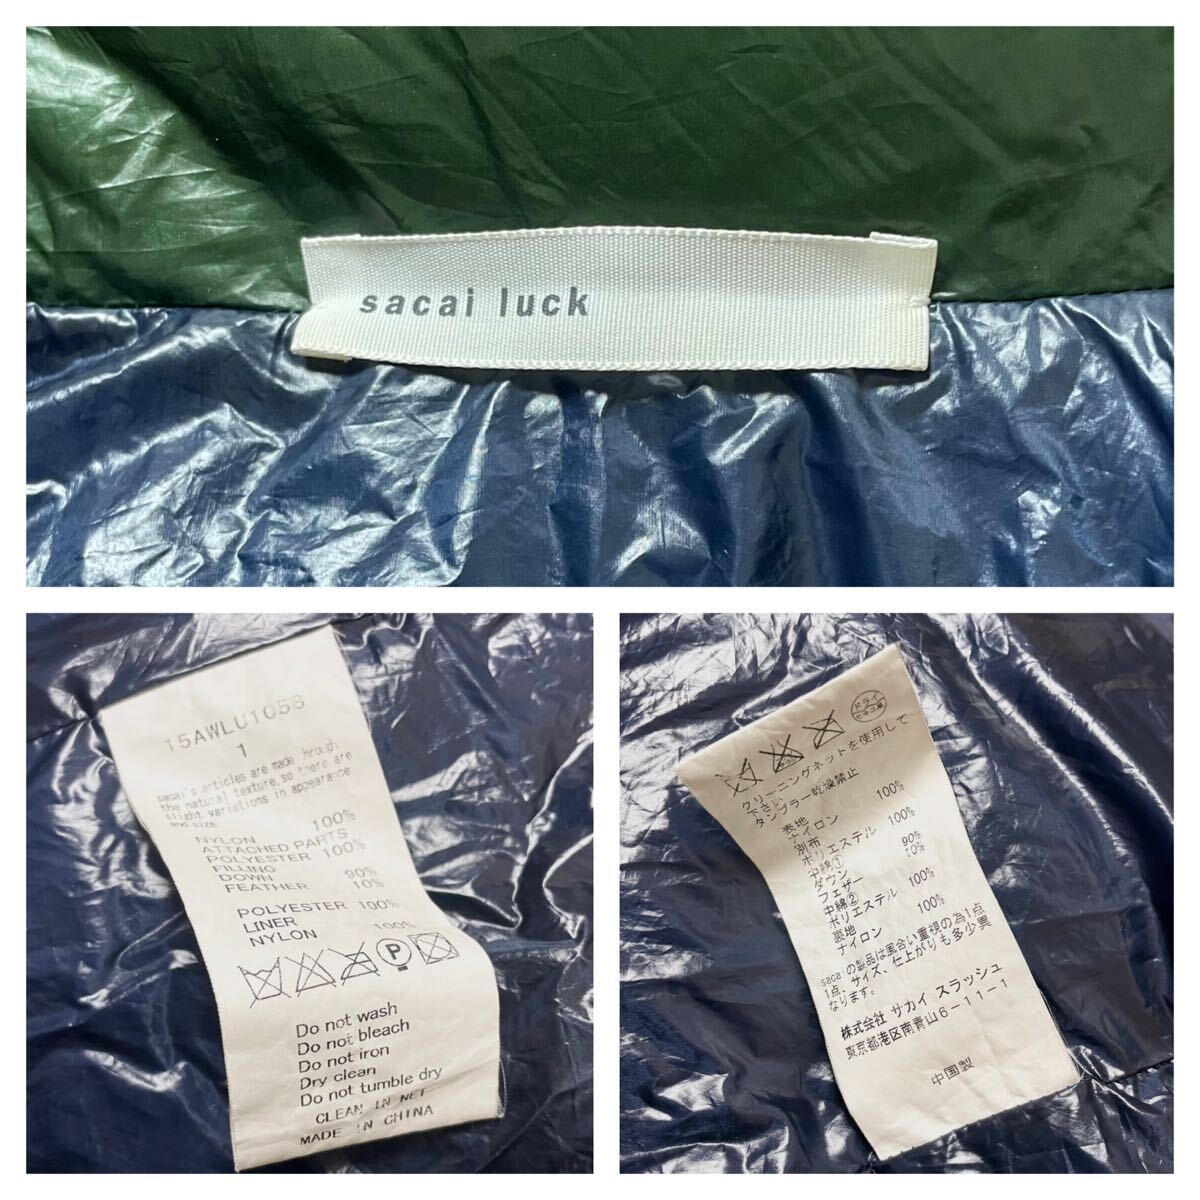 sacai luck
15AWLU1058
1
sacai's articles are made through
the natural texture, so there are
slight variations in appearance
and size.
NYLON 100%
ATTACHED PARTS
POLYESTER 100%
FILLING
DOWN 90%
FEATHER 10%
POLYESTER 100%
LINER
NYLON 100%
P
Do not wash
Do not bleach
Do not iron
Dry clean
Do not tumble dry
CLEAN IN NET
MADE IN CHINA
ドライ
セキユ系
クリーニングネットを使用して
下さい。
タンブラー乾燥禁止
表地
ナイロン 100%
別布
ポリエステル 100%
中綿①
ダウン 90%
フェザー 10%
中綿②
ポリエステル 100%
裏地
ナイロン 100%
sacaiの製品は風合い重視の為1点
1点、サイズ、仕上がりも多少異
なります。
株式会社 サカイ スラッシュ
東京都港区南青山6-11-1
中国製